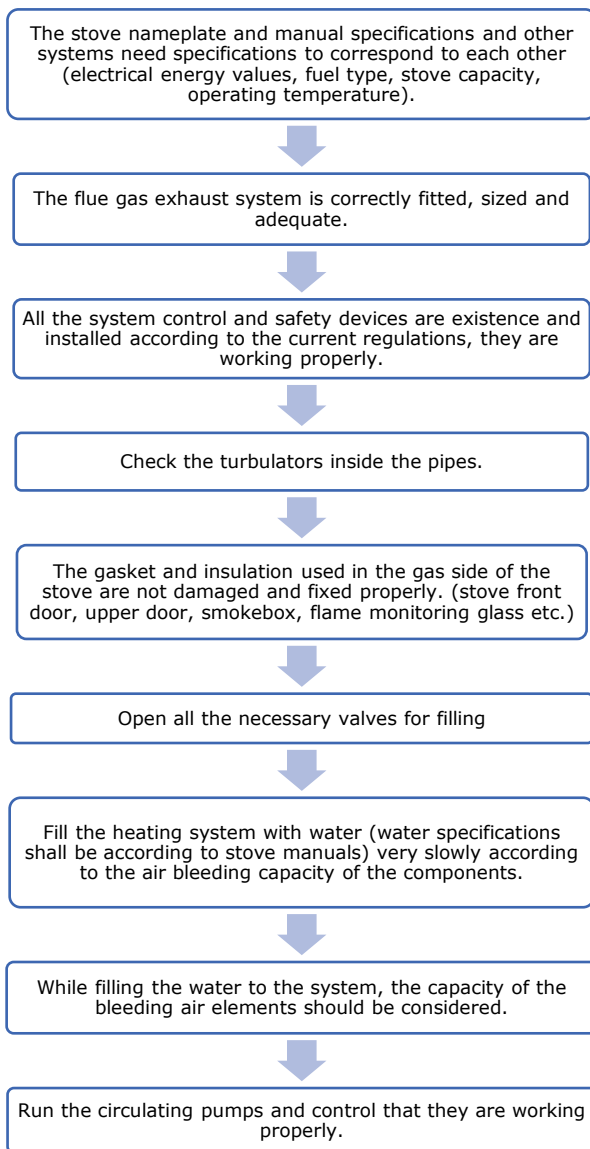 The stove nameplate and manual specifications and other
systems need specifications to correspond to each other
(electrical energy values, fuel type, stove capacity,
operating temperature).
The flue gas exhaust system is correctly fitted, sized and
adequate.
All the system control and safety devices are existence and
installed according to the current regulations, they are
working properly.
Check the turbulators inside the pipes.
The gasket and insulation used in the gas side of the
stove are not damaged and fixed properly. (stove front
door, upper door, smokebox, flame monitoring glass etc.)
Open all the necessary valves for filling
Fill the heating system with water (water specifications
shall be according to stove manuals) very slowly according
to the air bleeding capacity of the components.
While filling the water to the system, the capacity of the
bleeding air elements should be considered.
Run the circulating pumps and control that they are working
properly.